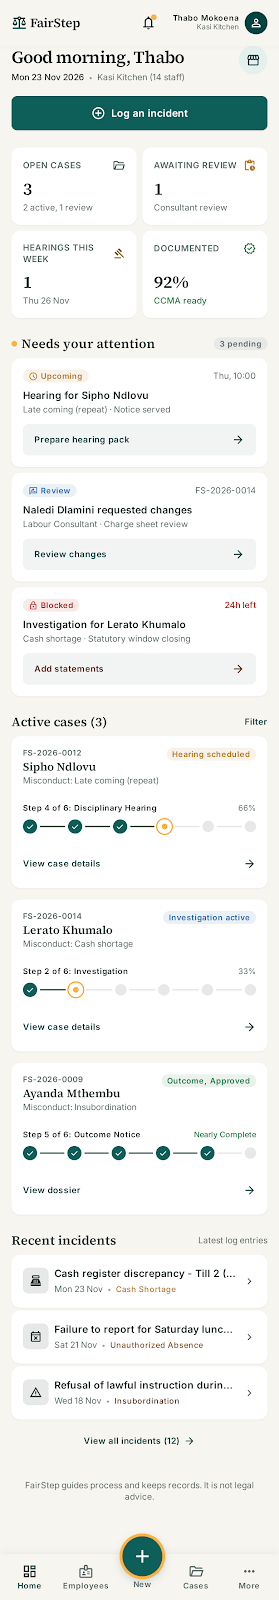 FairStep
Thabo Mokoena
Kasi Kitchen
Good morning, Thabo
Mon 23 Nov 2026 • Kasi Kitchen (14 staff)
Log an incident
OPEN CASES
3
2 active, 1 review
AWAITING REVIEW
1
Consultant review
HEARINGS THIS
WEEK
1
Thu 26 Nov
DOCUMENTED
92%
CCMA ready
Needs your attention
3 pending
Upcoming
Thu, 10:00
Hearing for Sipho Ndlovu
Late coming (repeat) · Notice served
Prepare hearing pack
Review
FS-2026-0014
Naledi Dlamini requested changes
Labour Consultant · Charge sheet review
Review changes
Blocked
24h left
Investigation for Lerato Khumalo
Cash shortage · Statutory window closing
Add statements
Active cases (3)
Filter
FS-2026-0012
Hearing scheduled
Sipho Ndlovu
Misconduct: Late coming (repeat)
Step 4 of 6: Disciplinary Hearing
66%
View case details
FS-2026-0014
Investigation active
Lerato Khumalo
Misconduct: Cash shortage
Step 2 of 6: Investigation
33%
View case details
FS-2026-0009
Outcome, Approved
Ayanda Mthembu
Misconduct: Insubordination
Step 5 of 6: Outcome Notice
Nearly Complete
View dossier
Recent incidents
Latest log entries
Cash register discrepancy - Till 2 (...
Mon 23 Nov • Cash Shortage
Failure to report for Saturday lunc...
Sat 21 Nov • Unauthorized Absence
Refusal of lawful instruction durin...
Wed 18 Nov • Insubordination
View all incidents (12)
FairStep guides process and keeps records. It is not legal
advice.
Home
Employees
New
Cases
More